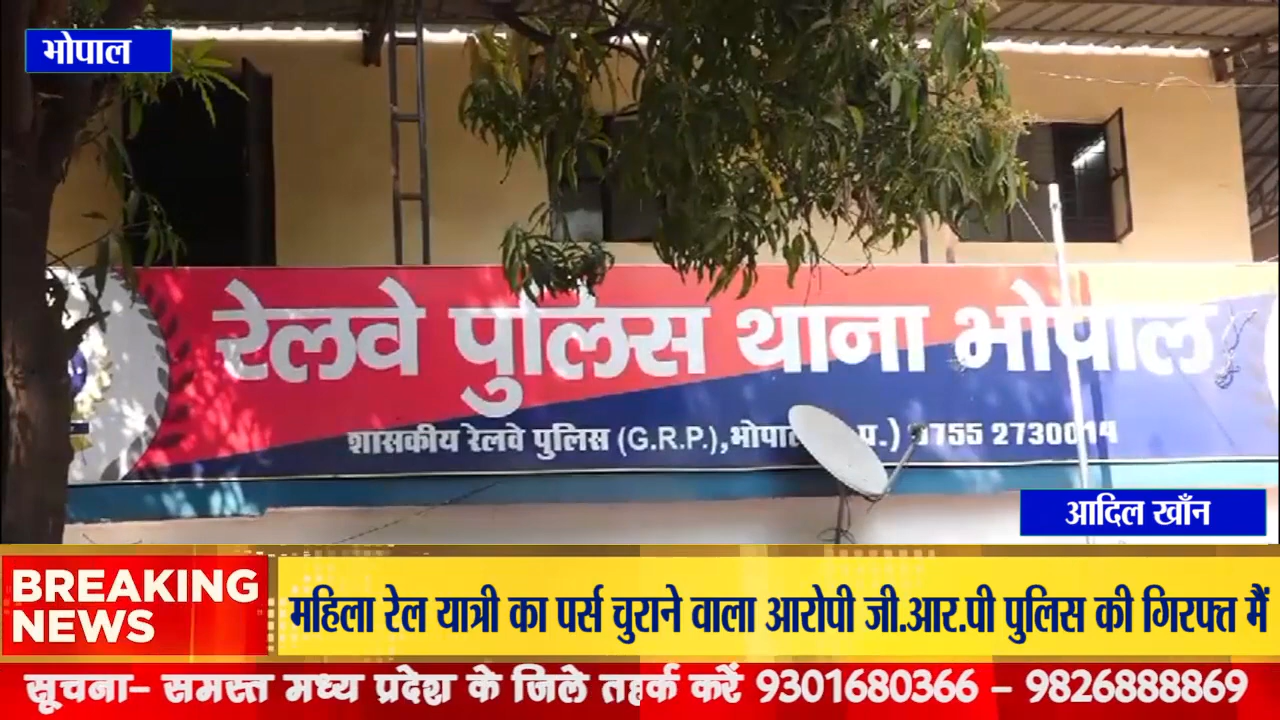 भोपाल
रेलवे पुलिस थाना भोपाल
शासकीय रेलवे पुलिस (G.R.P.),भोपाल प्र.) 0755 2730014
आदिल खाँन
BREAKING
NEWS
महिला रेल यात्री का पर्स चुराने वाला आरोपी जी.आर.पी पुलिस की गिरफ्त मैं
सूचना– समस्त मध्य प्रदेश के जिले तह र्क करें 9301680366 – 9826888869